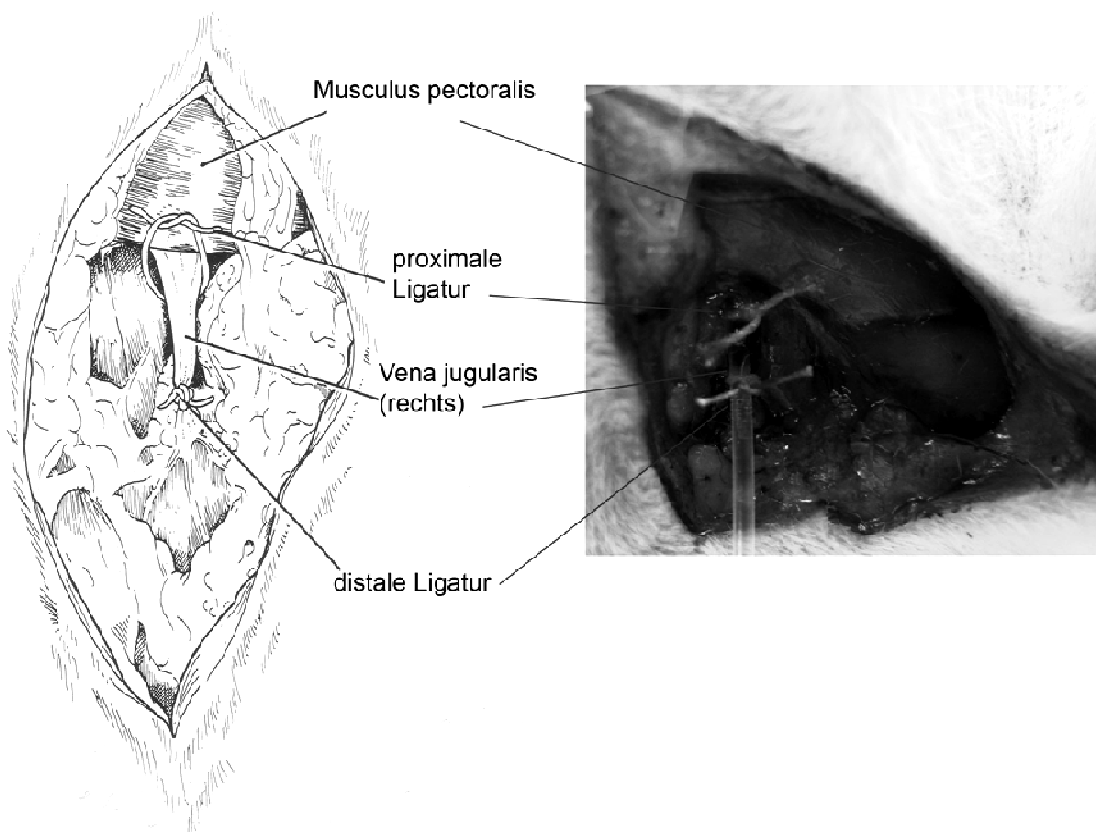 Musculus pectoralis
proximale
Ligatur
Vena jugularis
(rechts)
distale Ligatur